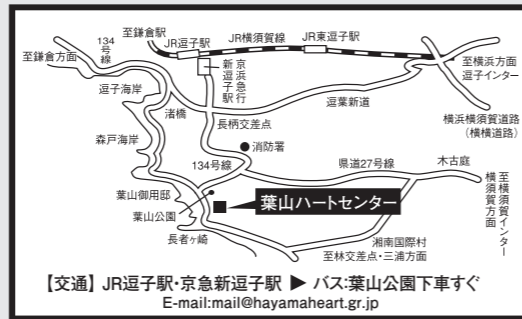 至鎌倉駅
JR逗子駅
JR横須賀線
JR東逗子駅
134
号
線
至鎌倉方面
至横浜方面
逗子インター
新逗子駅
京浜急行
逗子海岸
渚橋
長柄交差点
逗葉新道
横浜横須賀道路
(横横道路)
森戸海岸
消防署
134号線
県道27号線
木古庭
至横須賀インター
横須賀方面
葉山御用邸
葉山公園
葉山ハートセンター
長者ヶ崎
湘南国際村
至林交差点・三浦方面
【交通】 JR逗子駅・京急新逗子駅 ▶ バス:葉山公園下車すぐ
E-mail:mail@hayamaheart.gr.jp